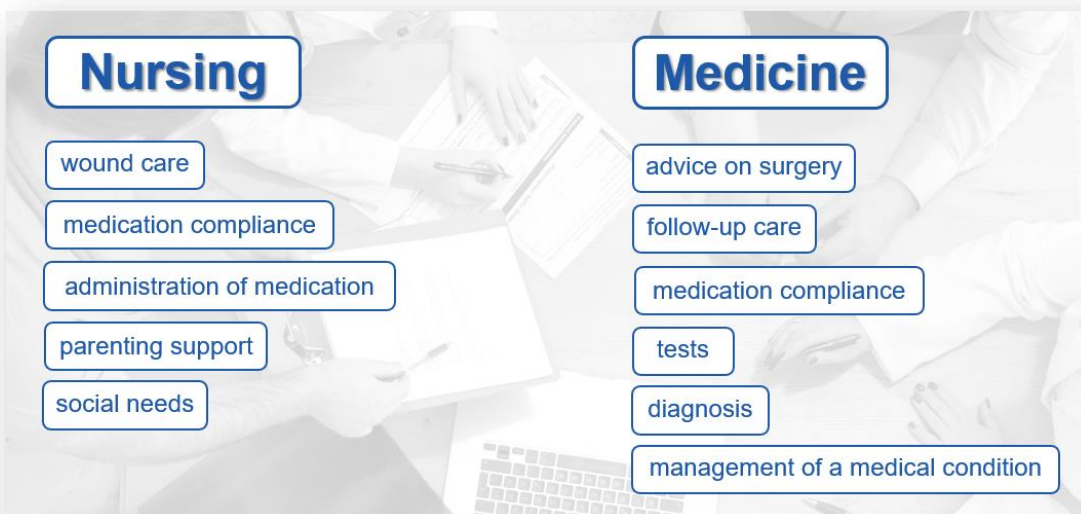 Nursing
wound care
medication compliance
administration of medication
parenting support
social needs
Medicine
advice on surgery
follow-up care
medication compliance
tests
diagnosis
management of a medical condition